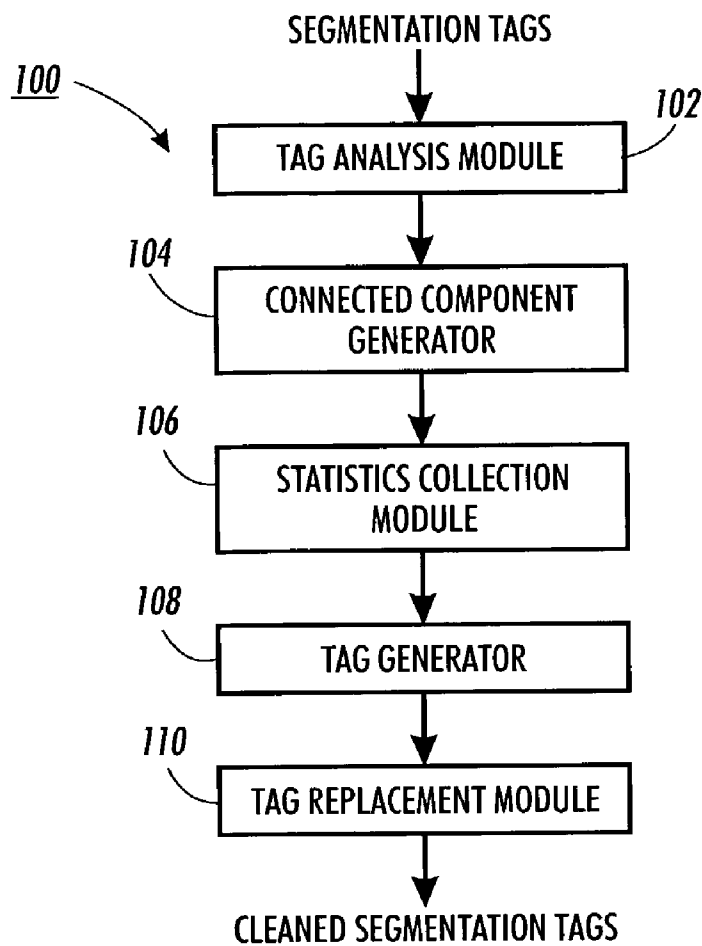 SEGMENTATION TAGS
100
102
TAG ANALYSIS MODULE
104
CONNECTED COMPONENT
GENERATOR
106
STATISTICS COLLECTION
MODULE
108
TAG GENERATOR
110
TAG REPLACEMENT MODULE
CLEANED SEGMENTATION TAGS